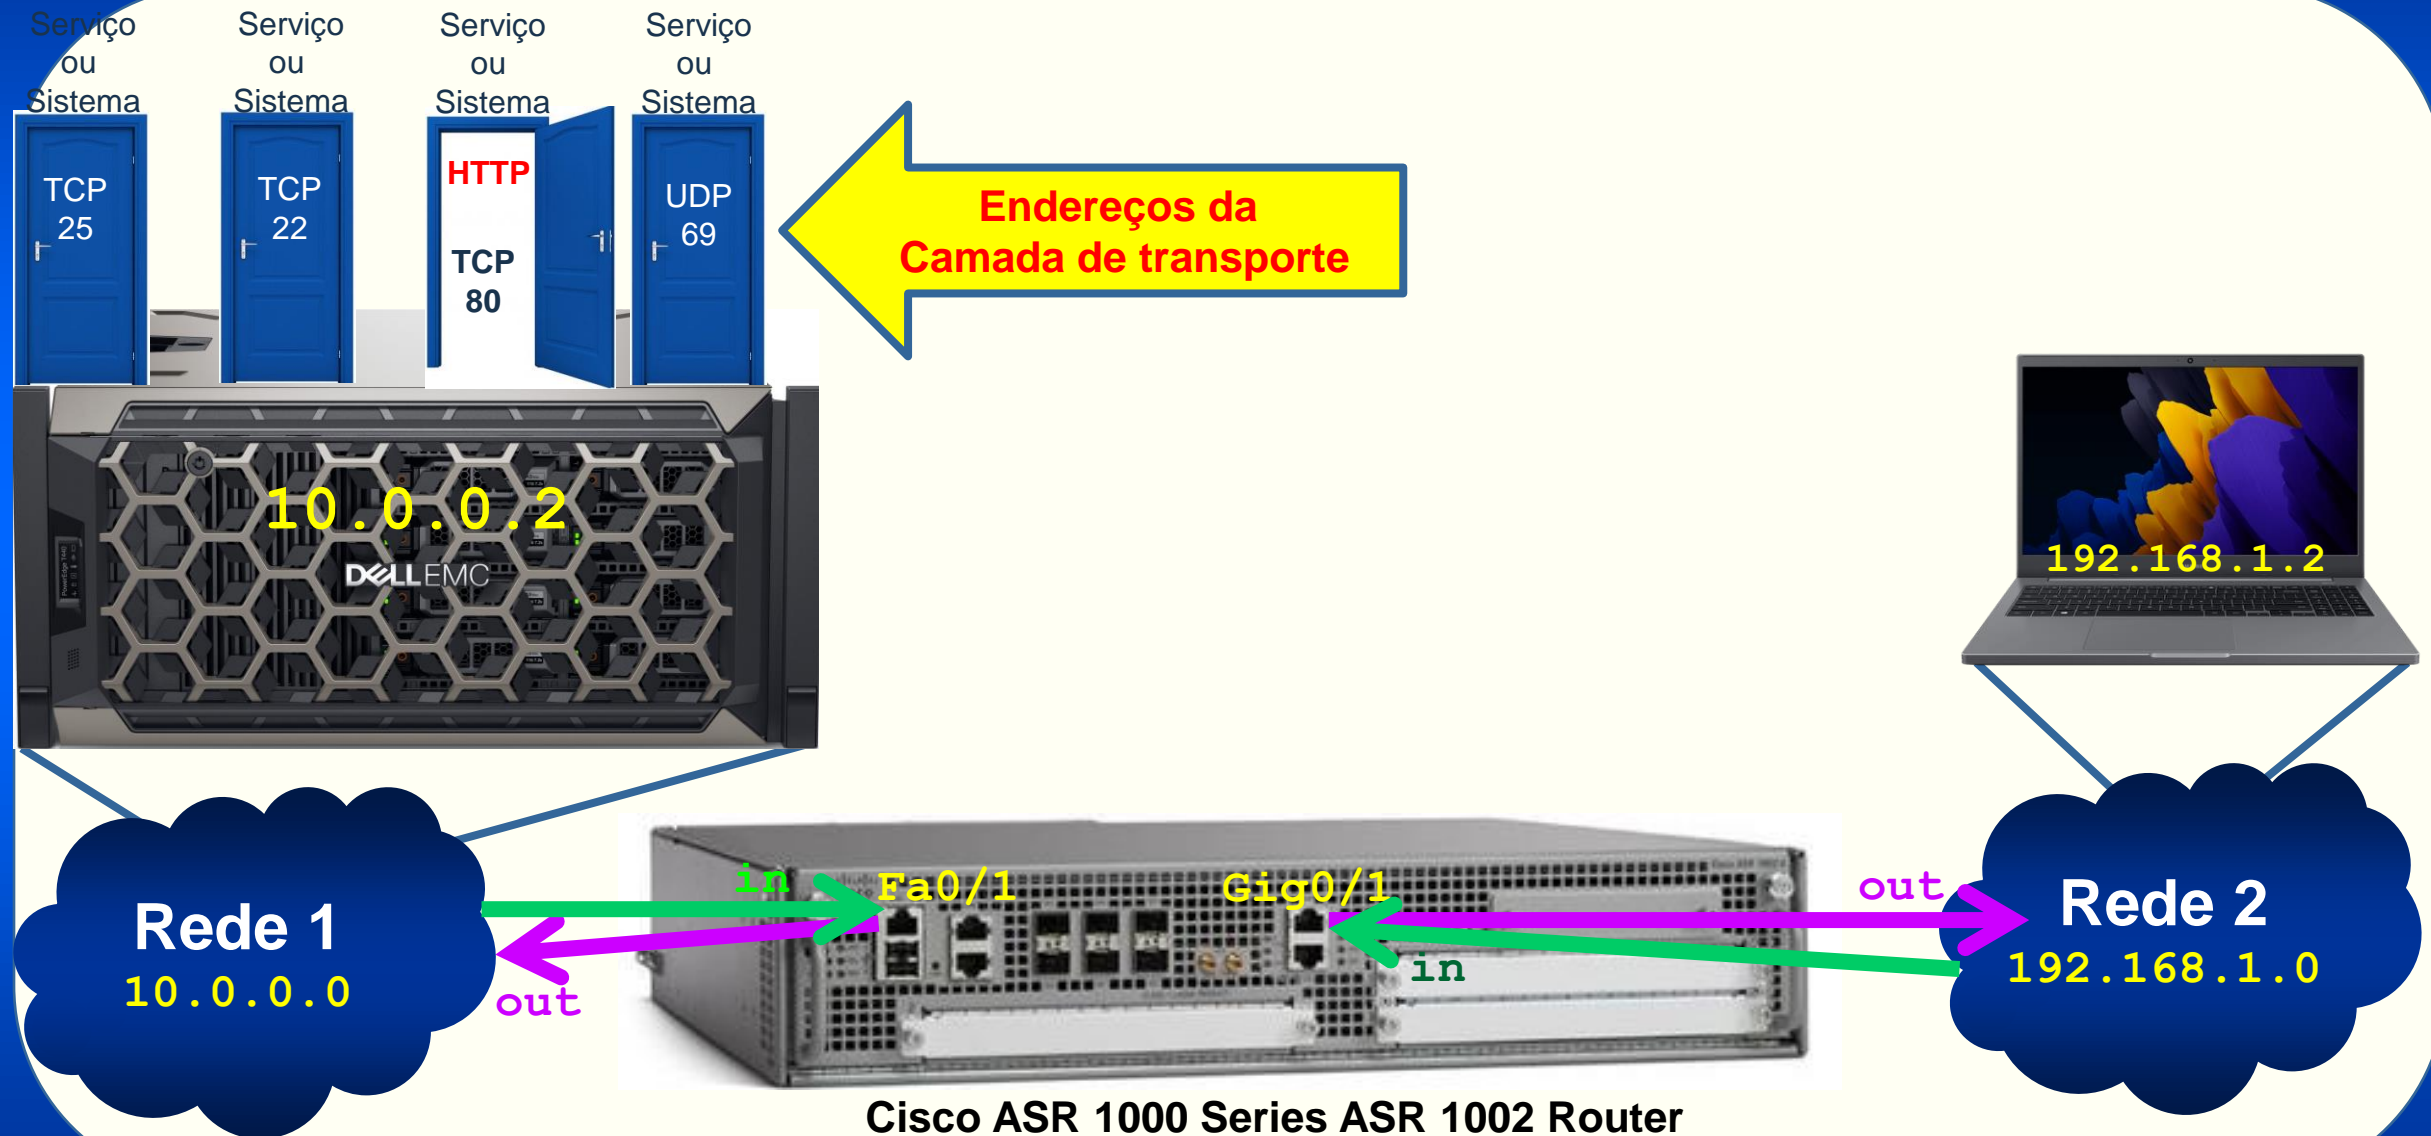 Serviço
ou
Sistema
Serviço
ou
Sistema
Serviço
ou
Sistema
Serviço
ou
Sistema
TCP
25
TCP
22
HTTP
TCP
80
UDP
69
Endereços da
Camada de transporte
10.0.0.2
DELLEMC
192.168.1.2
in
Fa0/1
Gig0/1
out
Rede 1
10.0.0.0
out
in
Rede 2
192.168.1.0
Cisco ASR 1000 Series ASR 1002 Router